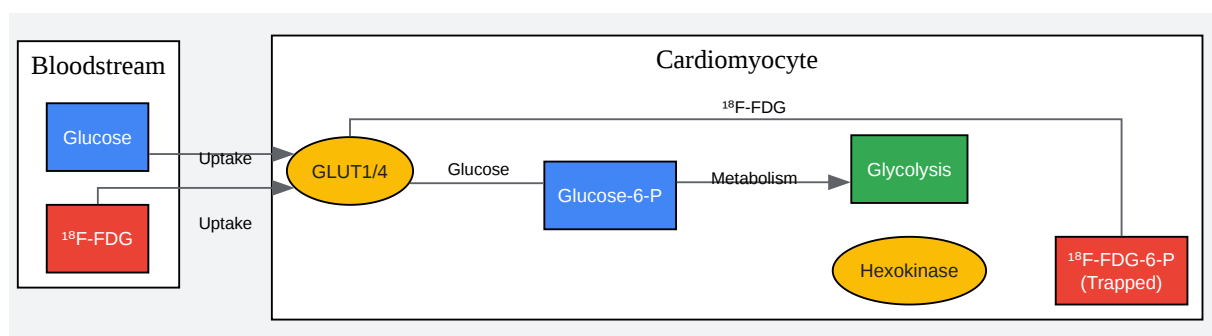 Bloodstream
Glucose
¹⁸F-FDG
Uptake
Uptake
Cardiomyocyte
¹⁸F-FDG
GLUT1/4
Glucose
Glucose-6-P
Metabolism
Glycolysis
Hexokinase
¹⁸F-FDG-6-P
(Trapped)